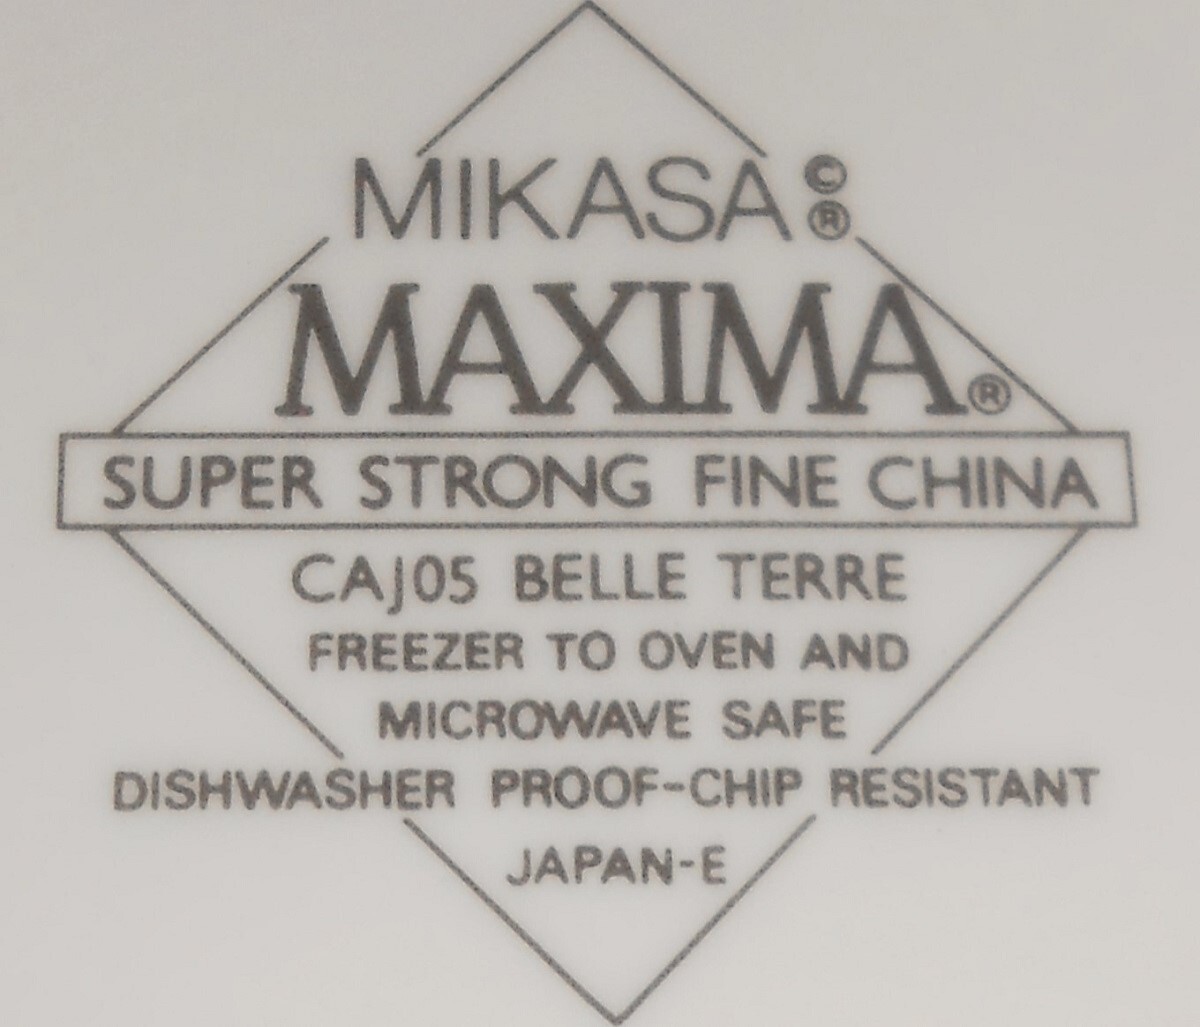 MIKASA ©
®
MAXIMA®
SUPER STRONG FINE CHINA
CAJ05 BELLE TERRE
FREEZER TO OVEN AND
MICROWAVE SAFE
DISHWASHER PROOF-CHIP RESISTANT
JAPAN-E